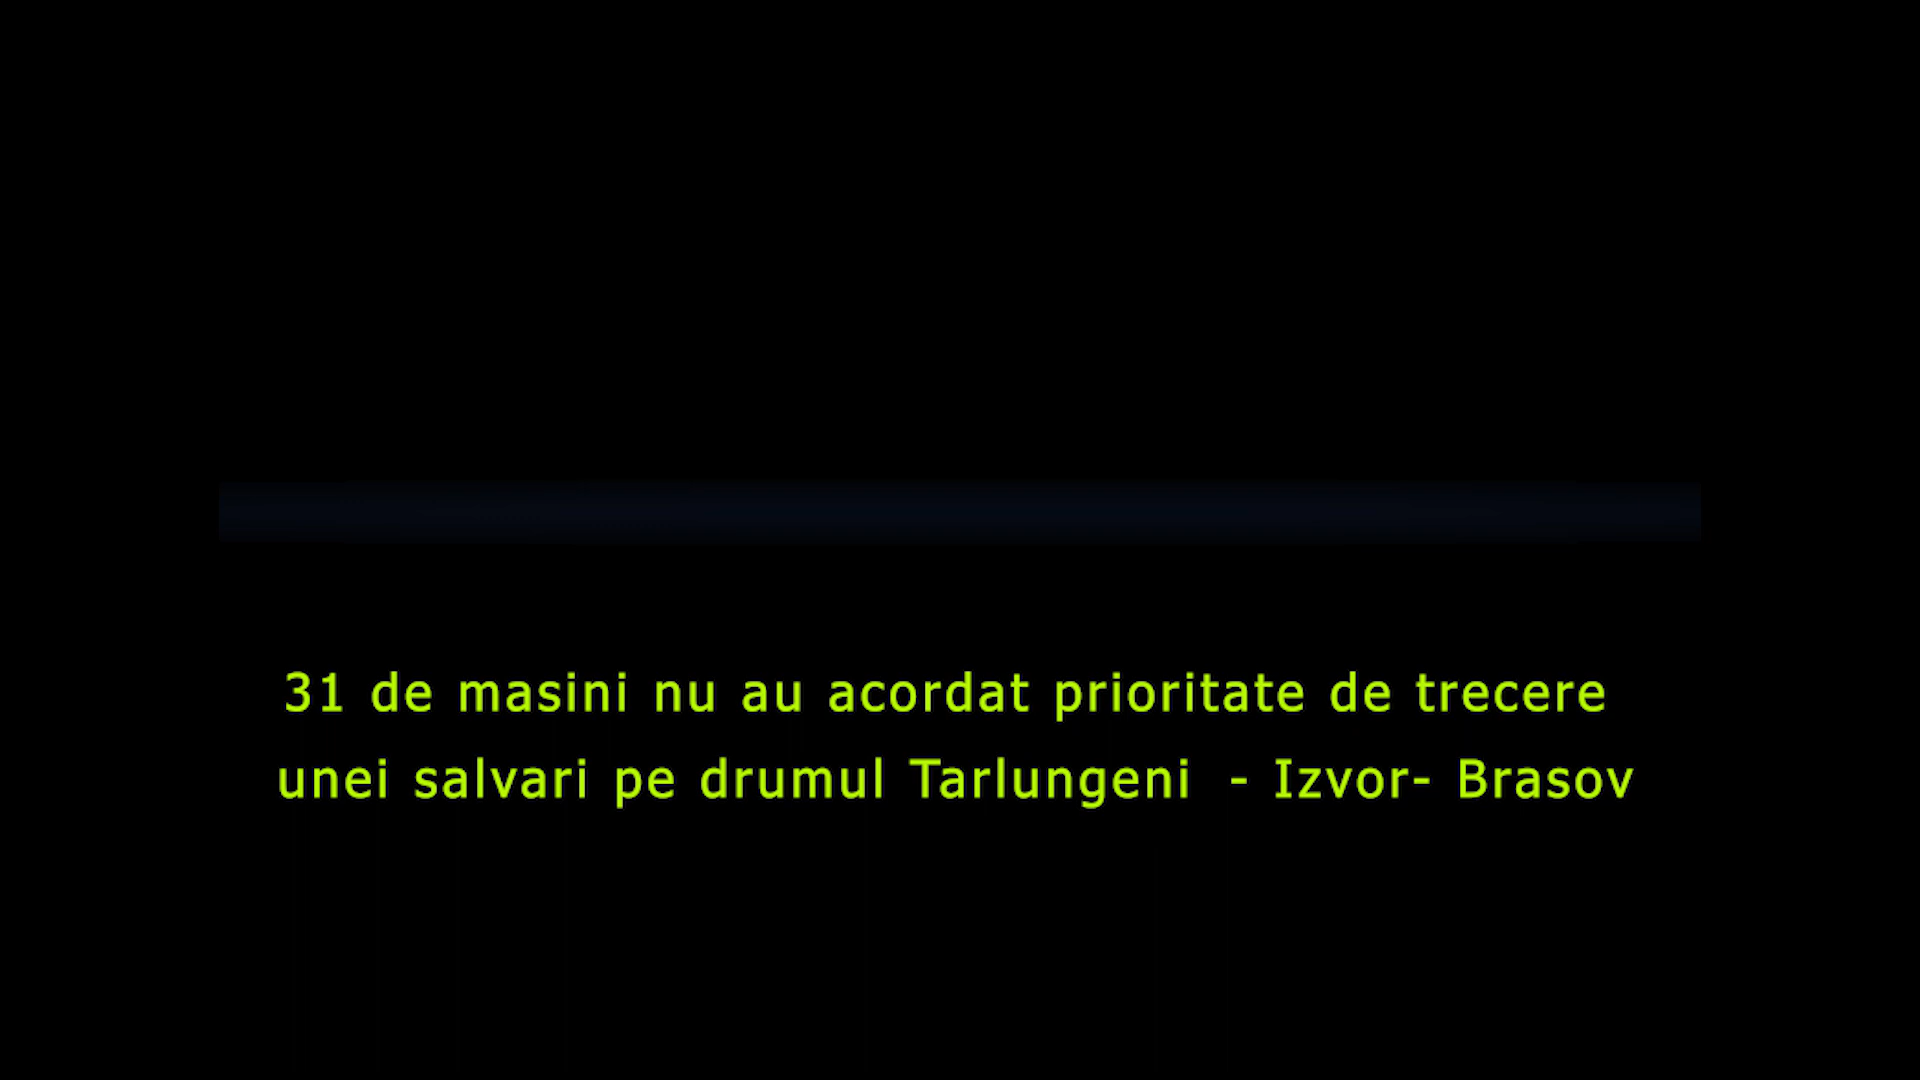 31 de masini nu au acordat prioritate de trecere
unei salvari pe drumul Tarlungeni - Izvor- Brasov